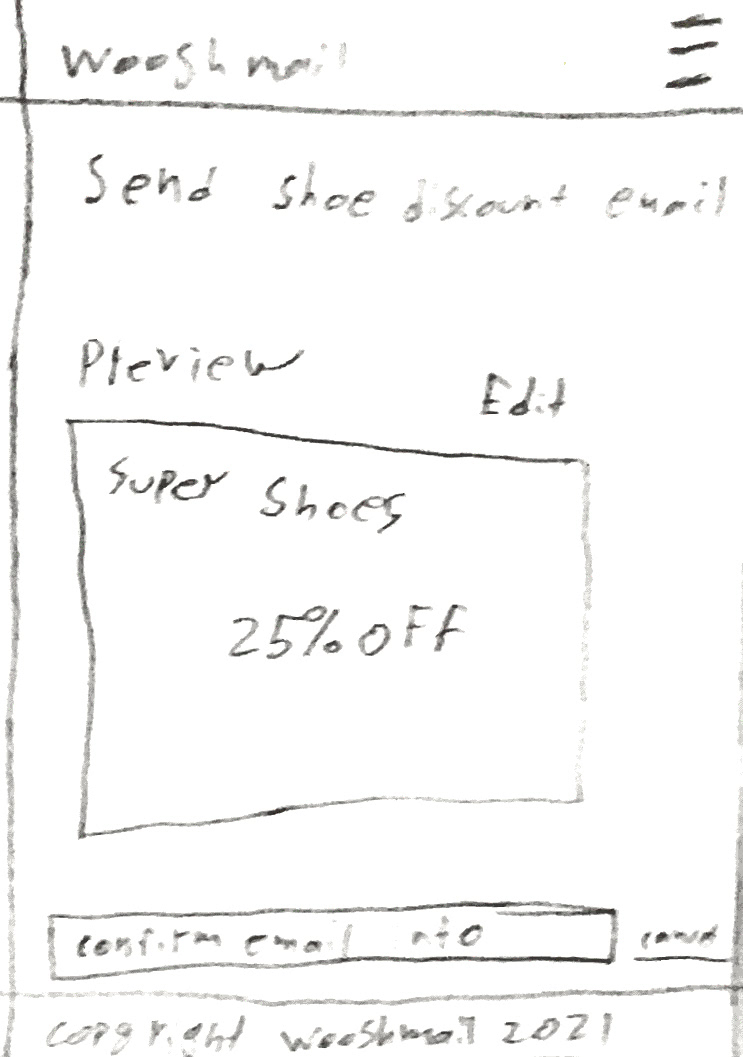 Wooshmail
Send shoe discount email
Preview
Edit
Super Shoes
25% OFF
confirm email info
cancel
copyright wooshmail 2021